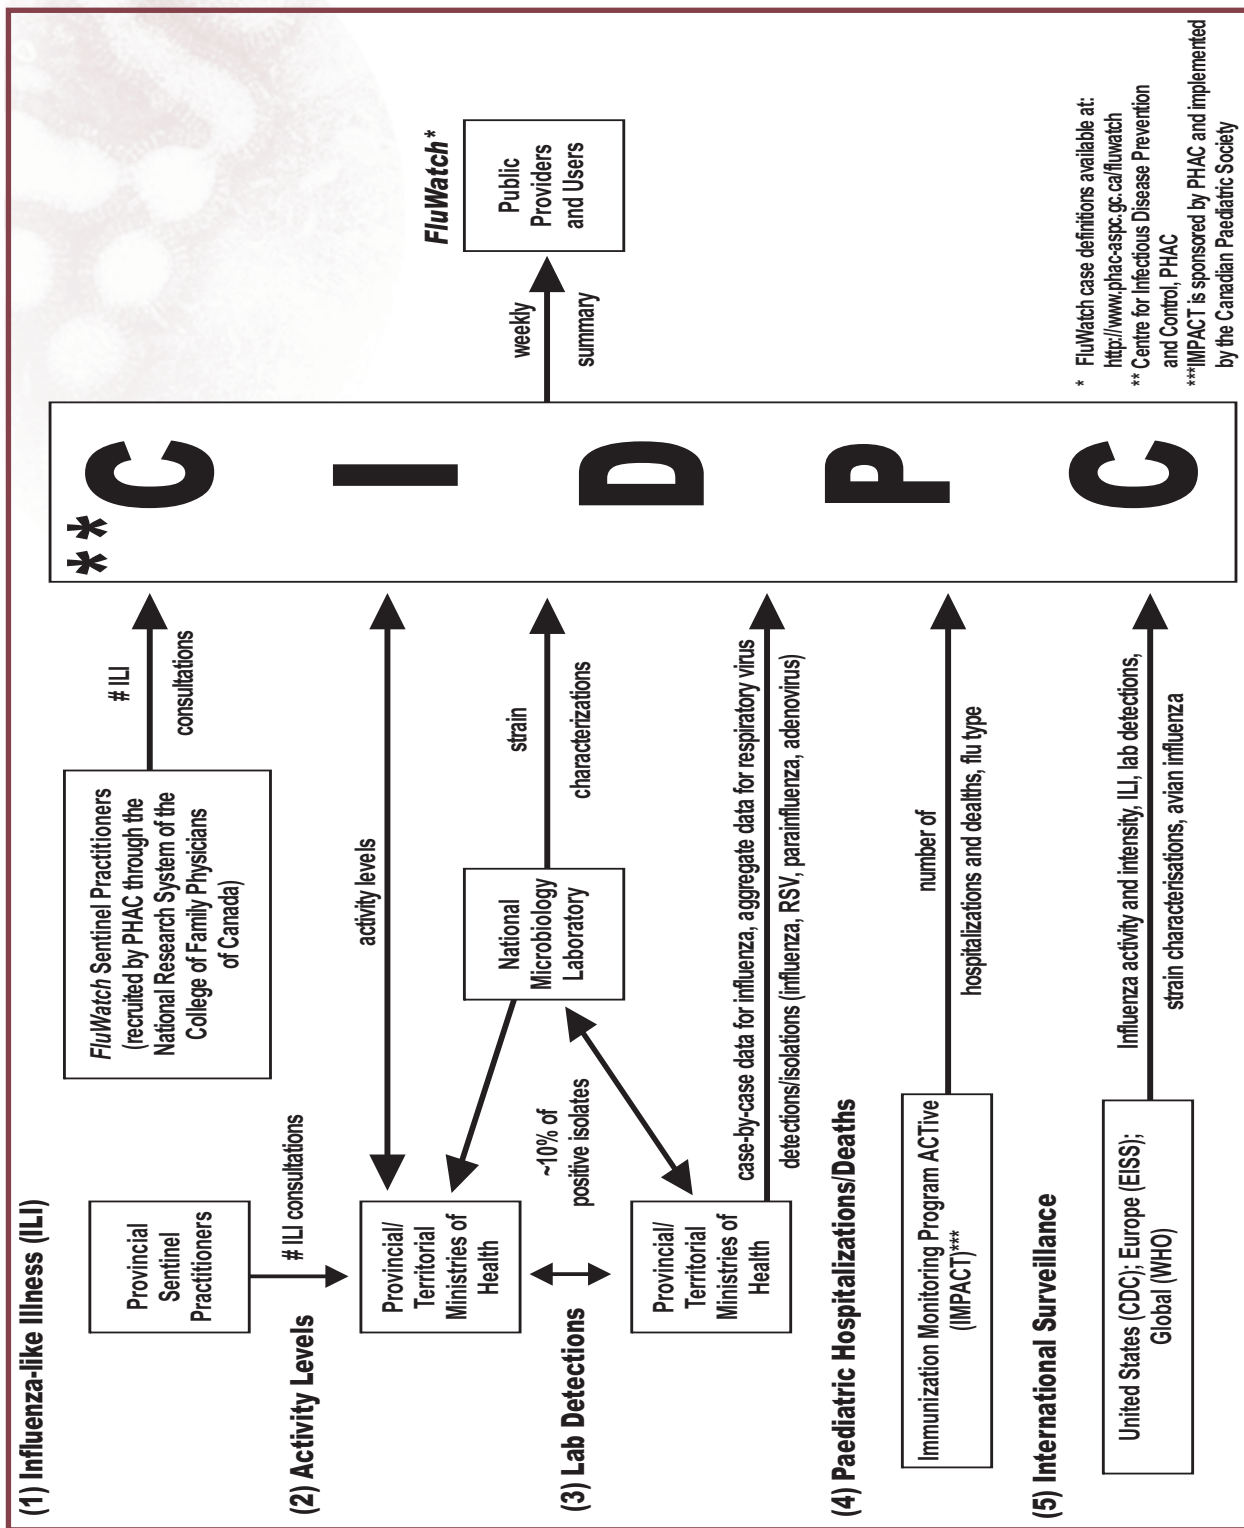 (1) Influenza-like Illness (ILI)
Provincial
Sentinel
Practitioners
# ILI consultations
FluWatch Sentinel Practitioners
(recruited by PHAC through the
National Research System of the
College of Family Physicians
of Canada)
# ILI
consultations
(2) Activity Levels
Provincial/
Territorial
Ministries of
Health
activity levels
(3) Lab Detections
~10% of
positive isolates
National
Microbiology
Laboratory
strain
characterizations
Provincial/
Territorial
Ministries of
Health
case-by-case data for influenza, aggregate data for respiratory virus
detections/isolations (influenza, RSV, parainfluenza, adenovirus)
(4) Paediatric Hospitalizations/Deaths
Immunization Monitoring Program ACTive
(IMPACT)***
number of
hospitalizations and dealths, flu type
(5) International Surveillance
United States (CDC); Europe (EISS);
Global (WHO)
Influenza activity and intensity, ILI, lab detections,
strain characterisations, avian influenza
**
C
I
D
P
C
weekly
summary
FluWatch*
Public
Providers
and Users
* FluWatch case definitions available at:
http://www.phac-aspc.gc.ca/fluwatch
** Centre for Infectious Disease Prevention
and Control, PHAC
***IMPACT is sponsored by PHAC and implemented
by the Canadian Paediatric Society